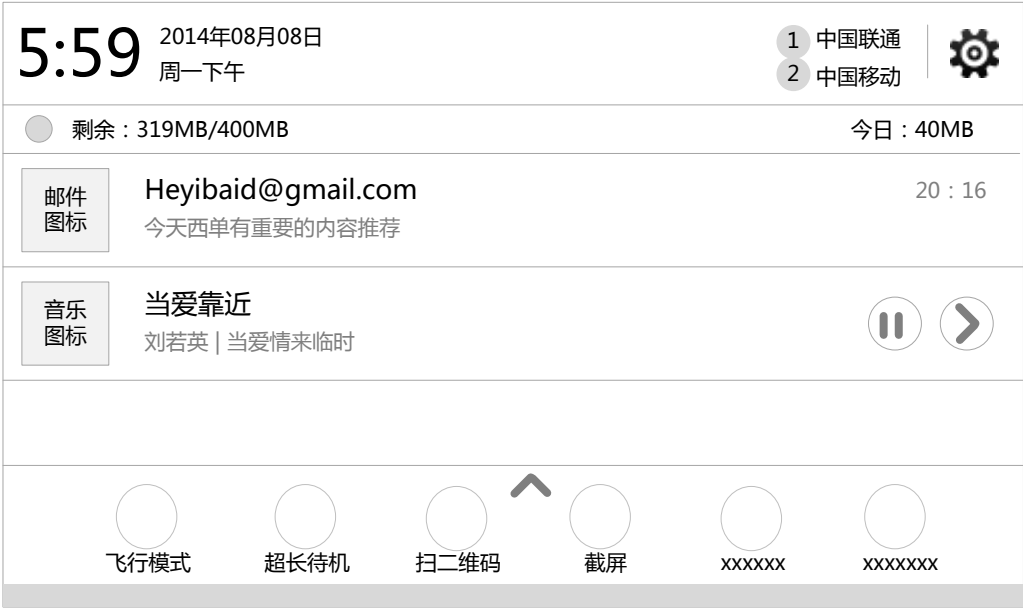 5:59
2014年08月08日
周一下午
1 中国联通
2 中国移动
剩余：319MB/400MB
今日：40MB
邮件
图标
Heyibaid@gmail.com
20：16
今天西单有重要的内容推荐
音乐
图标
当爱靠近
刘若英 | 当爱情来临时
飞行模式
超长待机
扫二维码
截屏
xxxxxx
xxxxxxx